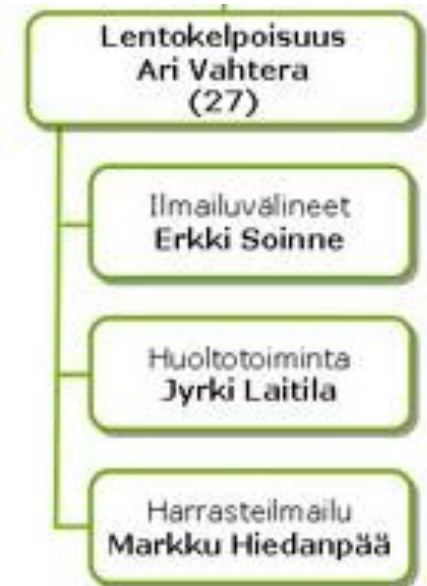 Lentokelpoisuus
Ari Vahtera
(27)
Ilmailuvälineet
Erkki Soinne
Huoltotoiminta
Jyrki Laitila
Harrasteilmailu
Markku Hiedanpää